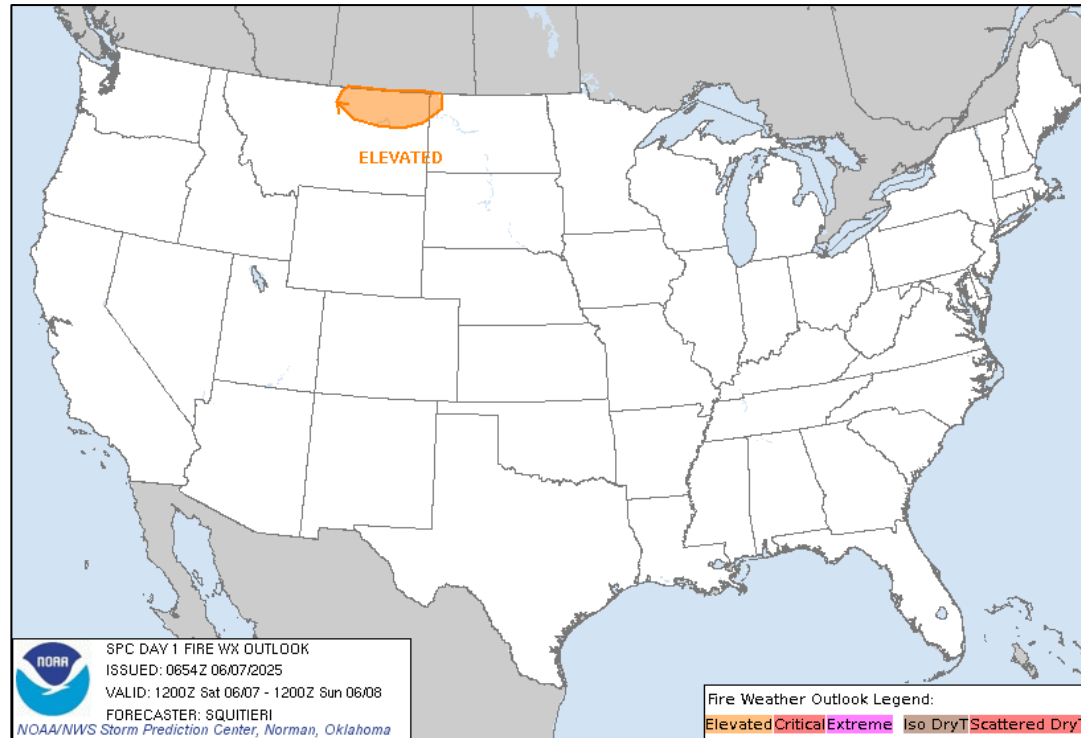 ELEVATED
NOAA
SPC DAY 1 FIRE WX OUTLOOK
ISSUED: 0654Z 06/07/2025
VALID: 1200Z Sat 06/07 - 1200Z Sun 06/08
FORECASTER: SQUITIERI
NOAA/NWS Storm Prediction Center, Norman, Oklahoma
Fire Weather Outlook Legend:
Elevated Critical Extreme Iso DryT Scattered DryT